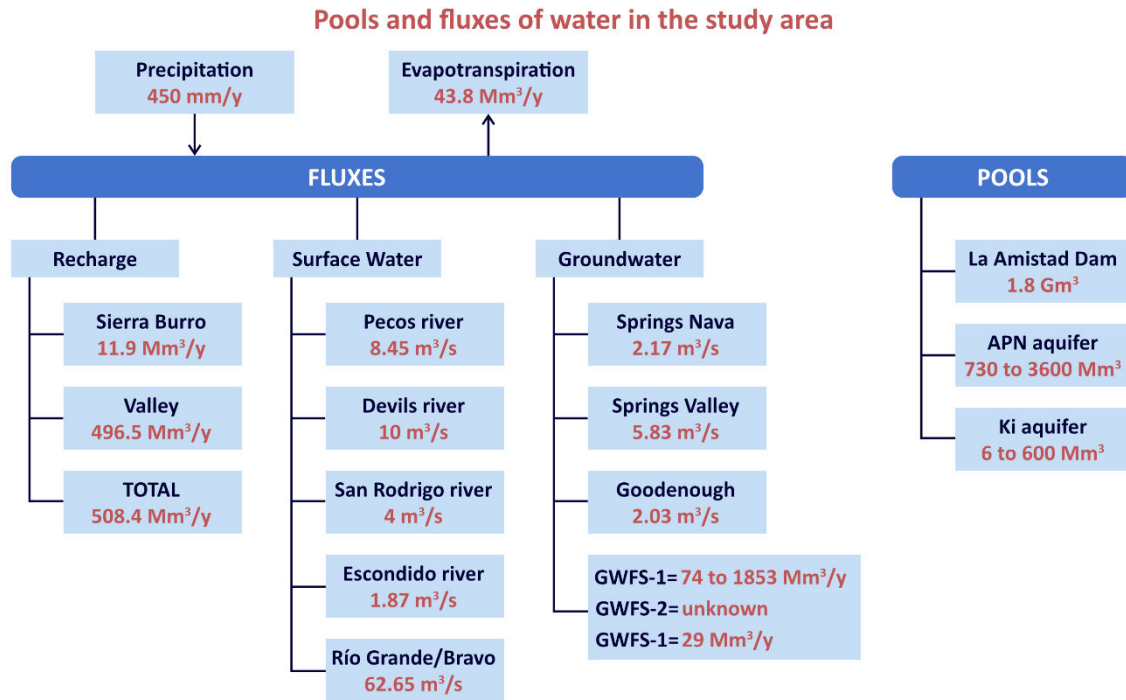 Pools and fluxes of water in the study area
Precipitation
450 mm/y
Evapotranspiration
43.8 Mm³/y
FLUXES
Recharge
Sierra Burro
11.9 Mm³/y
Valley
496.5 Mm³/y
TOTAL
508.4 Mm³/y
Surface Water
Pecos river
8.45 m³/s
Devils river
10 m³/s
San Rodrigo river
4 m³/s
Escondido river
1.87 m³/s
Río Grande/Bravo
62.65 m³/s
Groundwater
Springs Nava
2.17 m³/s
Springs Valley
5.83 m³/s
Goodenough
2.03 m³/s
GWFS-1= 74 to 1853 Mm³/y
GWFS-2= unknown
GWFS-1= 29 Mm³/y
POOLS
La Amistad Dam
1.8 Gm³
APN aquifer
730 to 3600 Mm³
Ki aquifer
6 to 600 Mm³